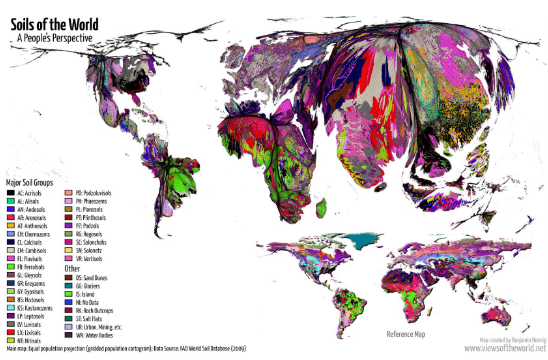 Soils of the World
A People's Perspective
Major Soil Groups
AC: Acrisols
AL: Alisols
AN: Andosols
AR: Arenosols
AT: Anthrosols
CH: Chernozems
CL: Calcisols
CM: Cambisols
FL: Fluvisols
FR: Ferralsols
GL: Gleysols
GR: Greyzems
GY: Gypsisols
HS: Histosols
KS: Kastanozems
LP: Leptosols
LV: Luvisols
LX: Lixisols
NT: Nitisols
PD: Podzoluvisols
PH: Phaeozems
PL: Planosols
PT: Plinthosols
PZ: Podzols
RG: Regosols
SC: Solonchaks
SN: Solonetz
VR: Vertisols
Other
DS: Sand Dunes
GG: Glaciers
IS: Island
NI: No Data
RK: Rock Outcrops
ST: Salt Flats
UR: Urban, Mining, etc.
WR: Water Bodies
Reference Map
Map created by Benjamin Hennig
www.viewsoftheworld.net
Main map: Equal population projection (gridded population cartogram); Data Source: FAO World Soil Database (2009)